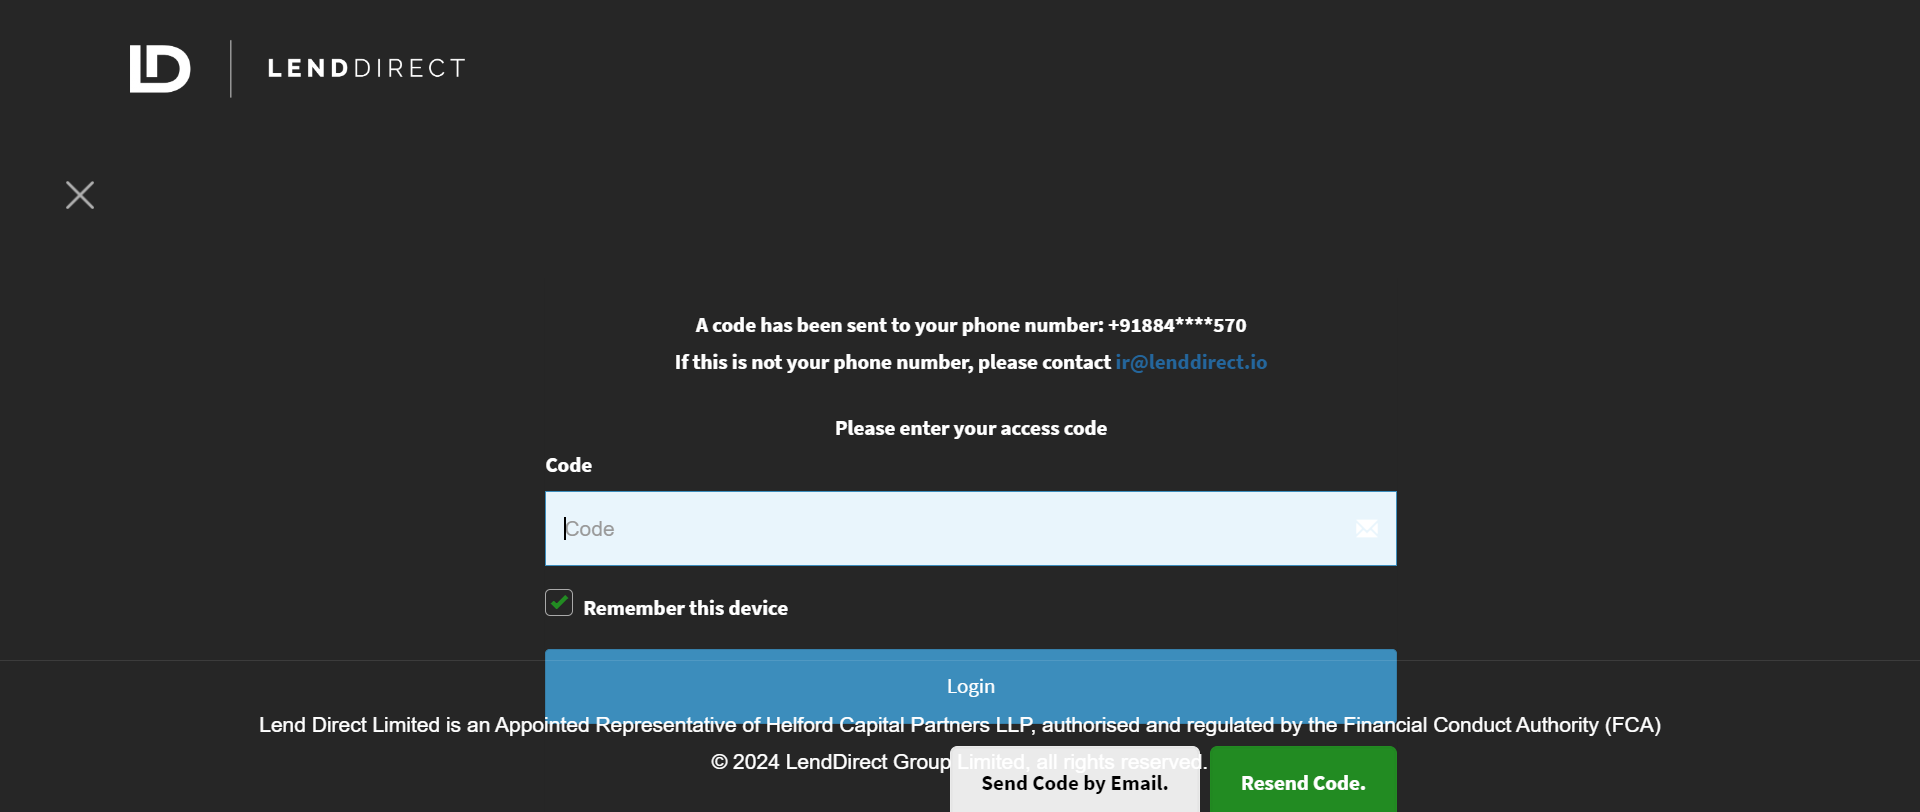 LD
LENDDIRECT
A code has been sent to your phone number: +91884****570
If this is not your phone number, please contact ir@lenddirect.io
Please enter your access code
Code
Code
Remember this device
Login
Lend Direct Limited is an Appointed Representative of Helford Capital Partners LLP, authorised and regulated by the Financial Conduct Authority (FCA)
© 2024 LendDirect Group Limited, all rights reserved.
Send Code by Email.
Resend Code.